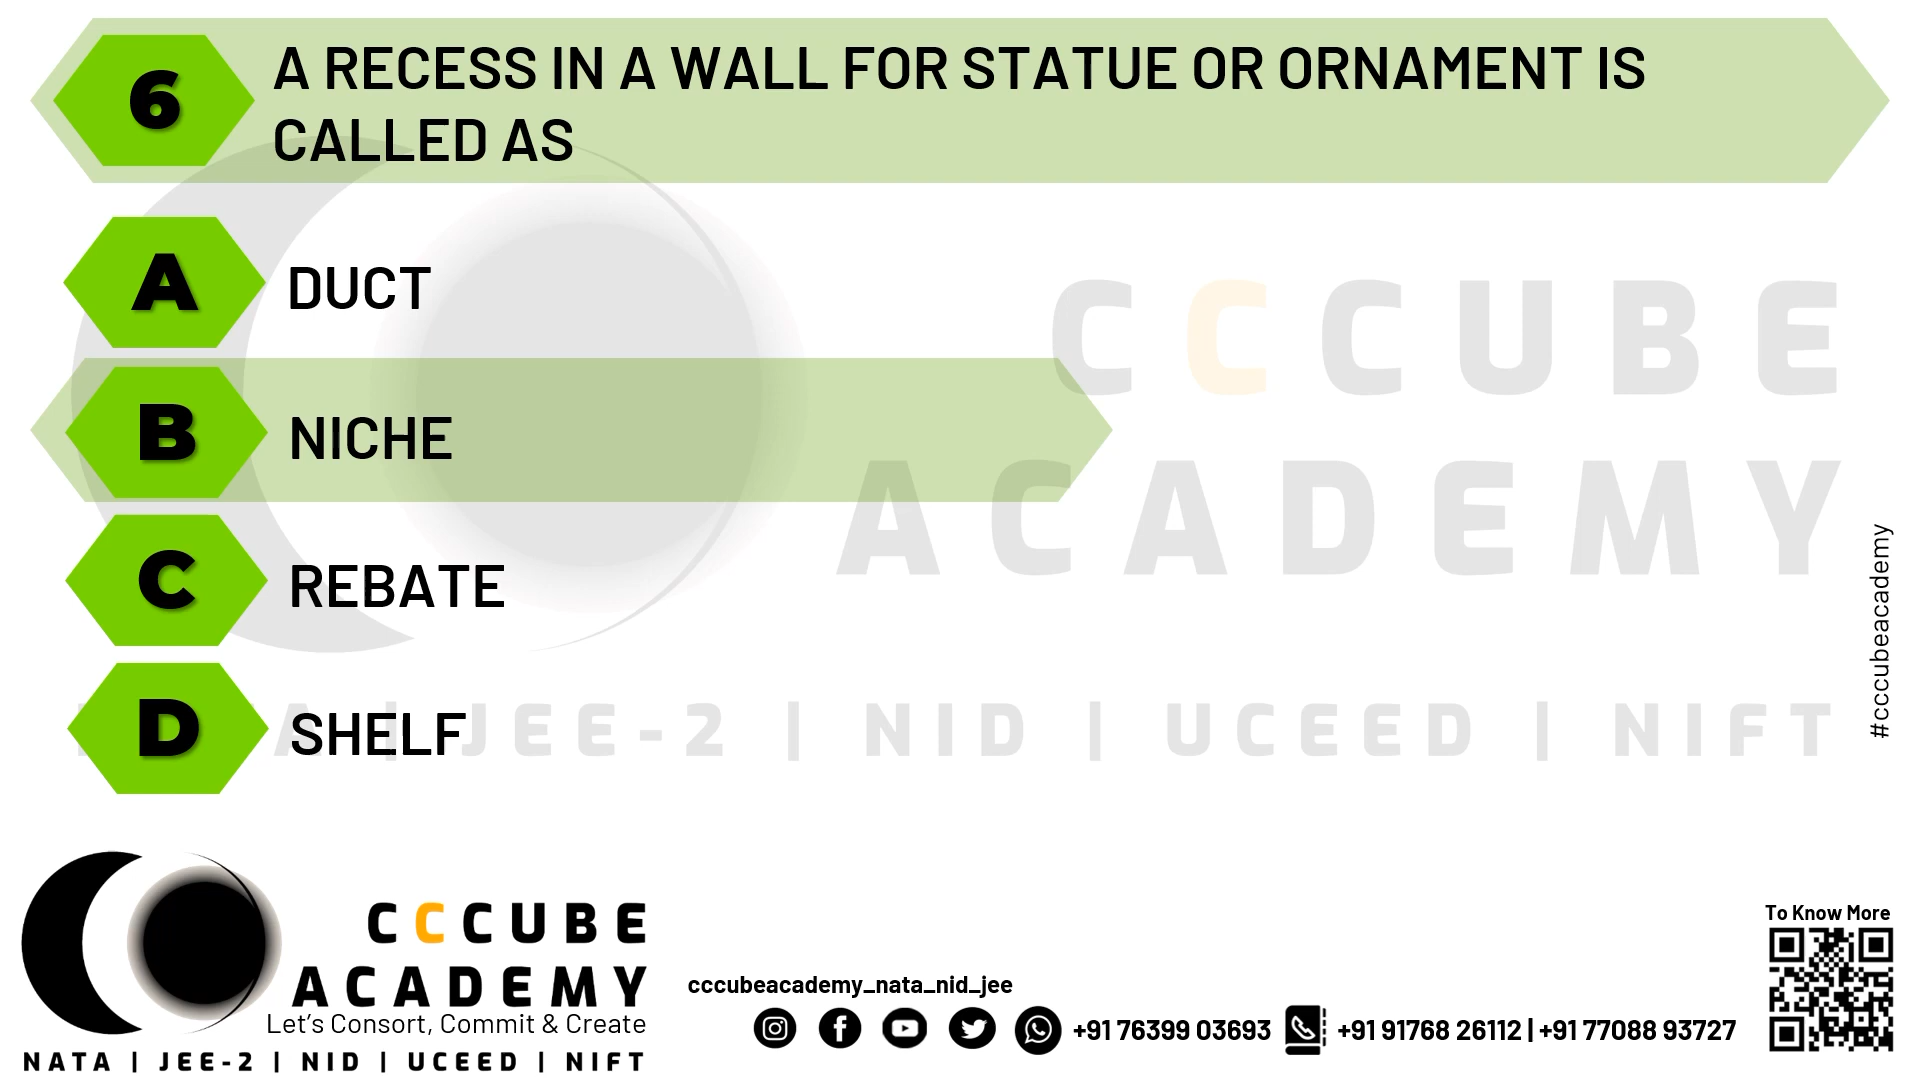 6
A RECESS IN A WALL FOR STATUE OR ORNAMENT IS
CALLED AS
A DUCT
B NICHE
C REBATE
D SHELF
CCCUBE
ACADEMY
NATA | JEE-2 | NID | UCEED | NIFT
#cccubeacademy
CCCUBE
ACADEMY
Let's Consort, Commit & Create
NATA | JEE-2 | NID | UCEED | NIFT
cccubeacademy_nata_nid_jee
+91 76399 03693 +91 91768 26112 | +91 77088 93727
To Know More